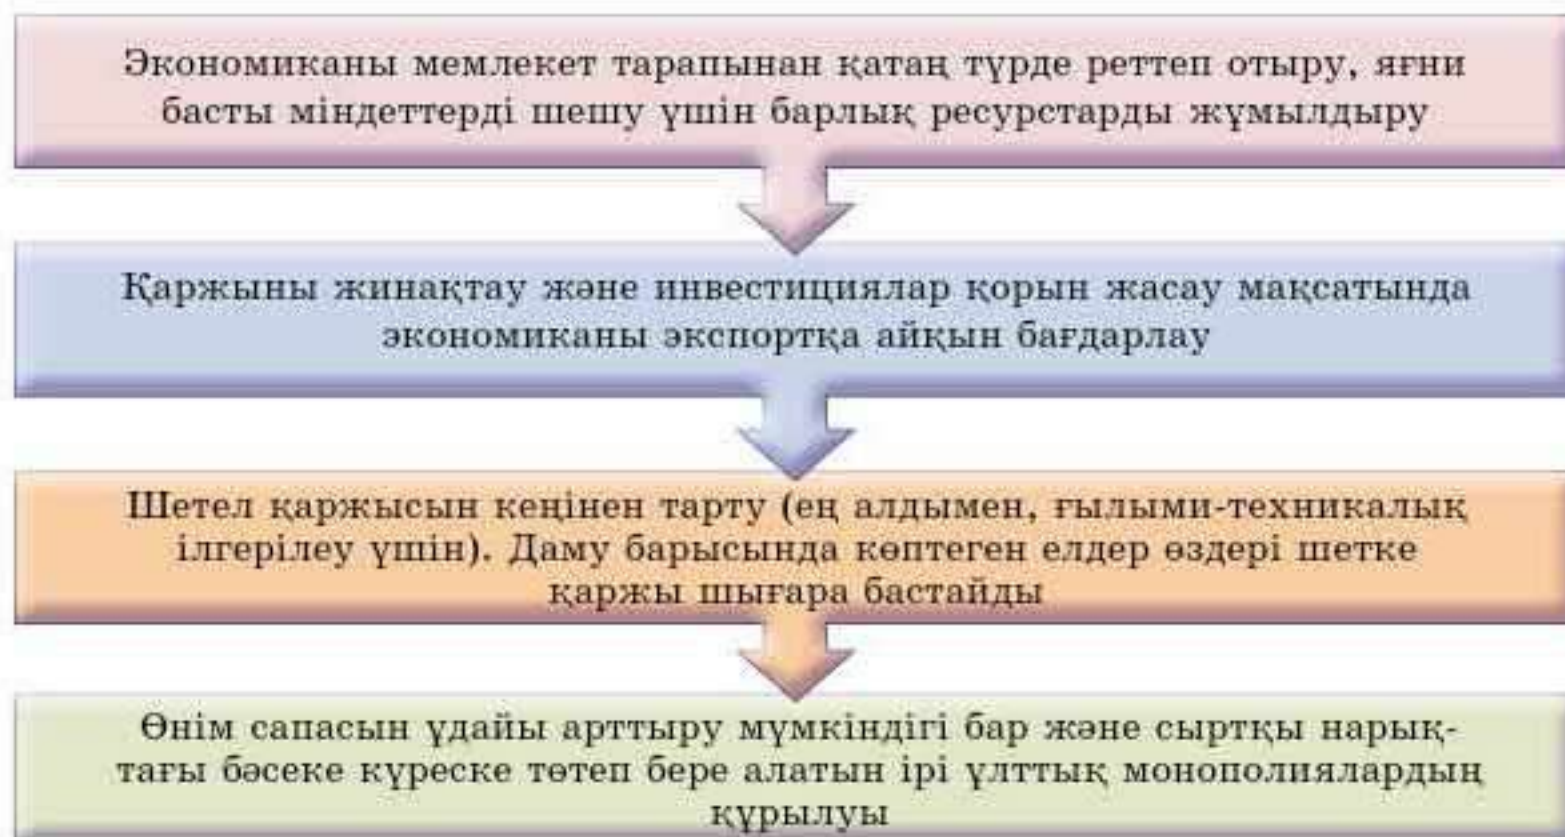 Экономиканы мемлекет тарапынан қатаң түрде реттеп отыру, яғни
басты міндеттерді шешу үшін барлық ресурстарды жұмылдыру
Қаржыны жинақтау және инвестициялар қорын жасау мақсатында
экономиканы экспортқа айқын бағдарлау
Шетел қаржысын кеңінен тарту (ең алдымен, ғылыми-техникалық
ілгерілеу үшін). Даму барысында көптеген елдер өздері шетке
қаржы шығара бастайды
Өнім сапасын ұдайы арттыру мүмкіндігі бар және сыртқы нарық-
тағы бәсеке күреске төтеп бере алатын ірі ұлттық монополиялардың
құрылуы